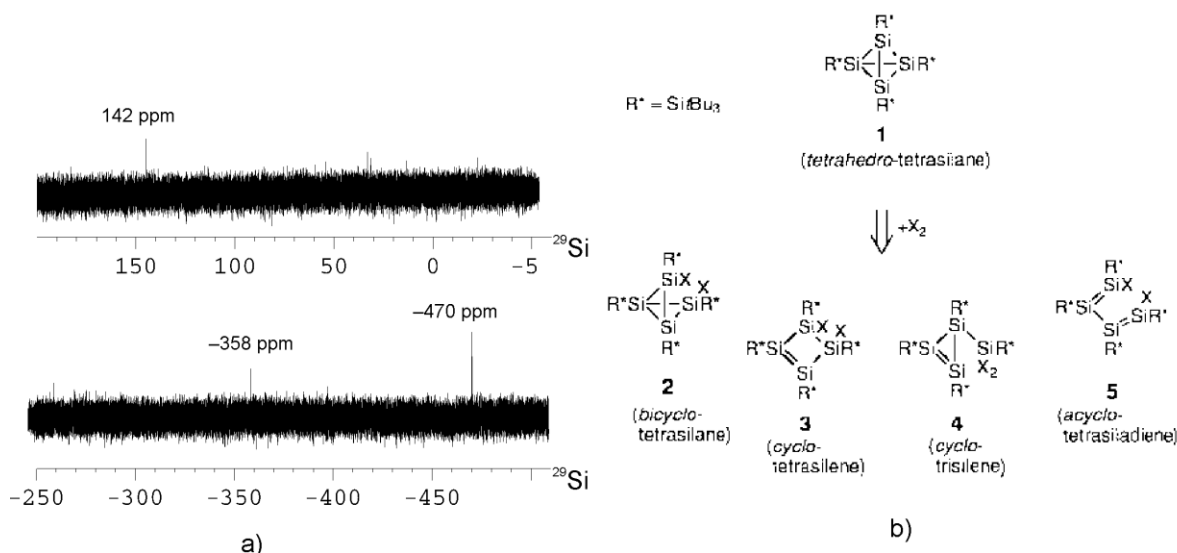 142 ppm
²⁹Si
150 100 50 0 -5
–470 ppm
–358 ppm
²⁹Si
-250 -300 -350 -400 -450
a)
R*
Si
R*Si SiR*
Si
R*
R* = SitBu₃
1
(tetrahedro-tetrasilane)
+X₂
R*
SiX X
R*Si SiR*
Si
R*
2
(bicyclo-
tetrasilane)
R*
Si
X X
R*Si SiR*
Si
R*
3
(cyclo-
tetrasilene)
R*
Si
R*Si SiR*
Si X₂
R*
4
(cyclo-
trisilene)
R*
SiX X
R*Si SiR*
Si
R*
5
(acyclo-
tetrasiladiene)
b)